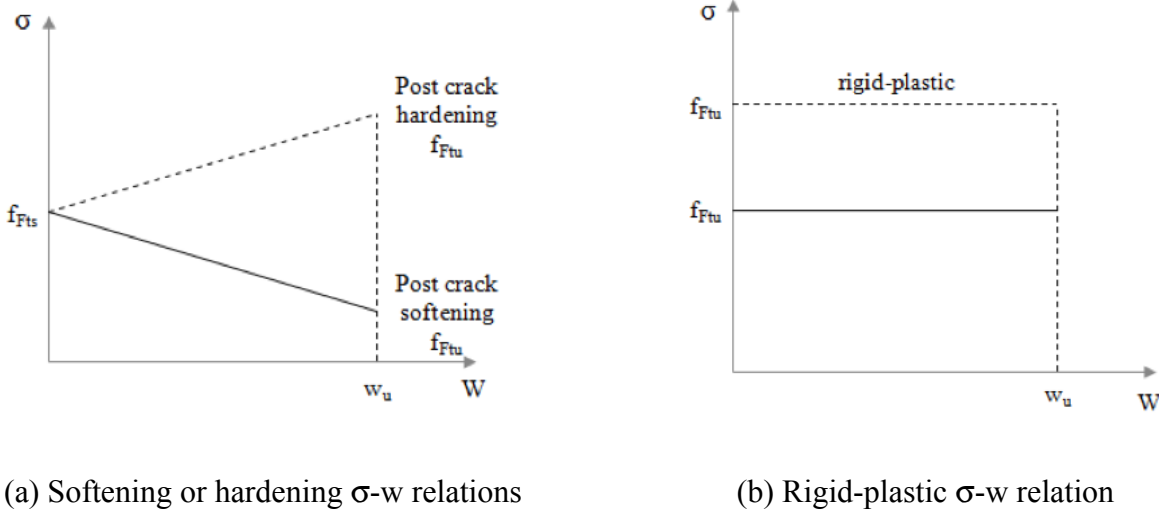 σ
Post crack
hardening
f_Ftu
f_Fts
Post crack
softening
f_Ftu
w_u
W
σ
rigid-plastic
f_Ftu
f_Ftu
w_u
W
(a) Softening or hardening σ-w relations
(b) Rigid-plastic σ-w relation